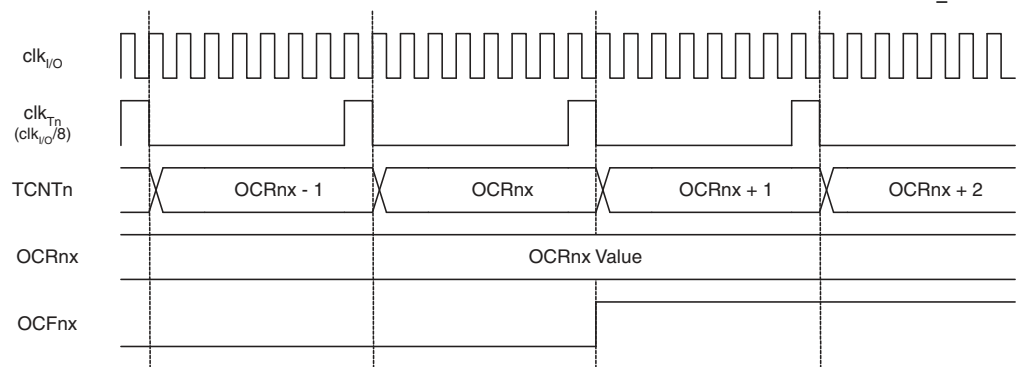 clkI/O
clkTn
(clkI/O/8)
TCNTn
OCRnx - 1
OCRnx
OCRnx + 1
OCRnx + 2
OCRnx
OCRnx Value
OCFnx